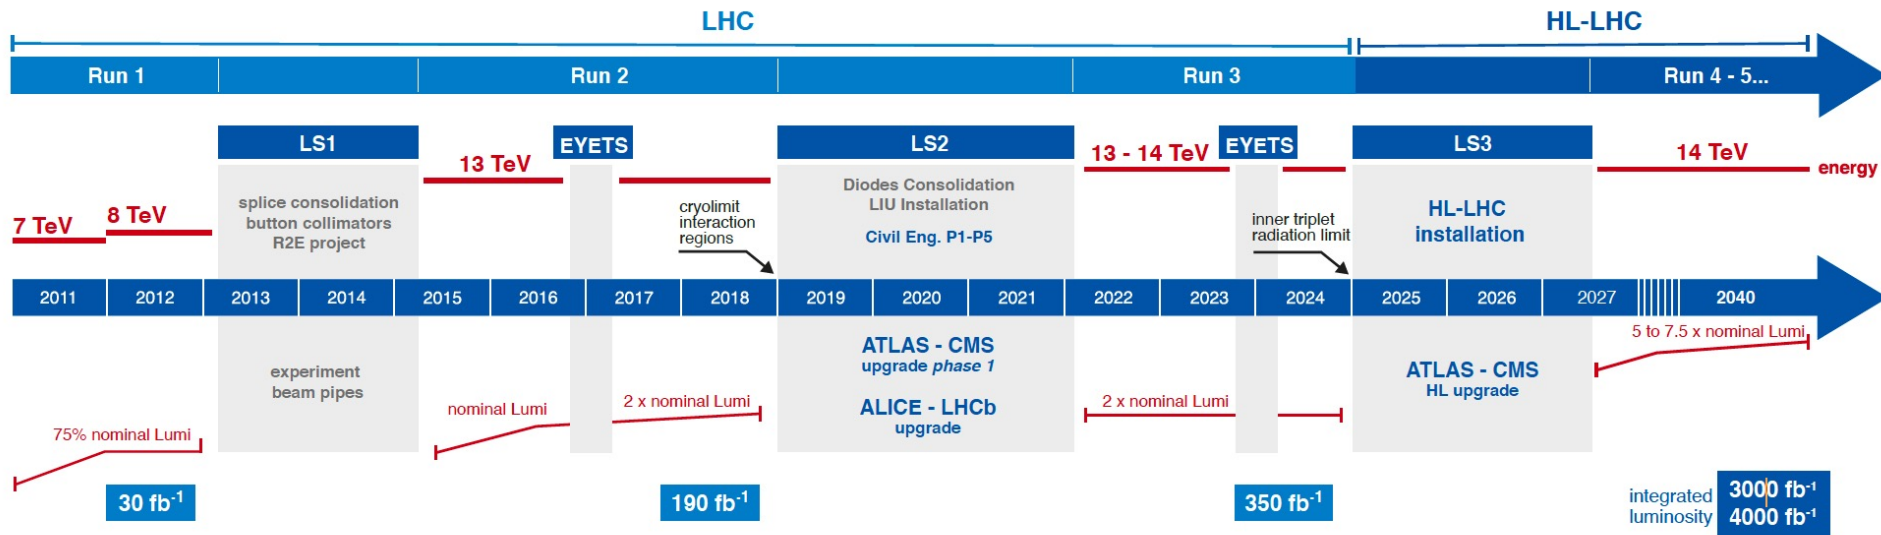 LHC
HL-LHC
Run 1
Run 2
Run 3
Run 4 - 5...
LS1
EYETS
LS2
EYETS
LS3
13 TeV
13 - 14 TeV
14 TeV
energy
7 TeV
8 TeV
splice consolidation
button collimators
R2E project
cryolimit
interaction
regions
Diodes Consolidation
LIU Installation
Civil Eng. P1-P5
inner triplet
radiation limit
HL-LHC
installation
2011
2012
2013
2014
2015
2016
2017
2018
2019
2020
2021
2022
2023
2024
2025
2026
2027
2040
5 to 7.5 x nominal Lumi
experiment
beam pipes
ATLAS - CMS
upgrade phase 1
ALICE - LHCb
upgrade
ATLAS - CMS
HL upgrade
75% nominal Lumi
nominal Lumi
2 x nominal Lumi
2 x nominal Lumi
30 fb⁻¹
190 fb⁻¹
350 fb⁻¹
integrated
luminosity
3000 fb⁻¹
4000 fb⁻¹